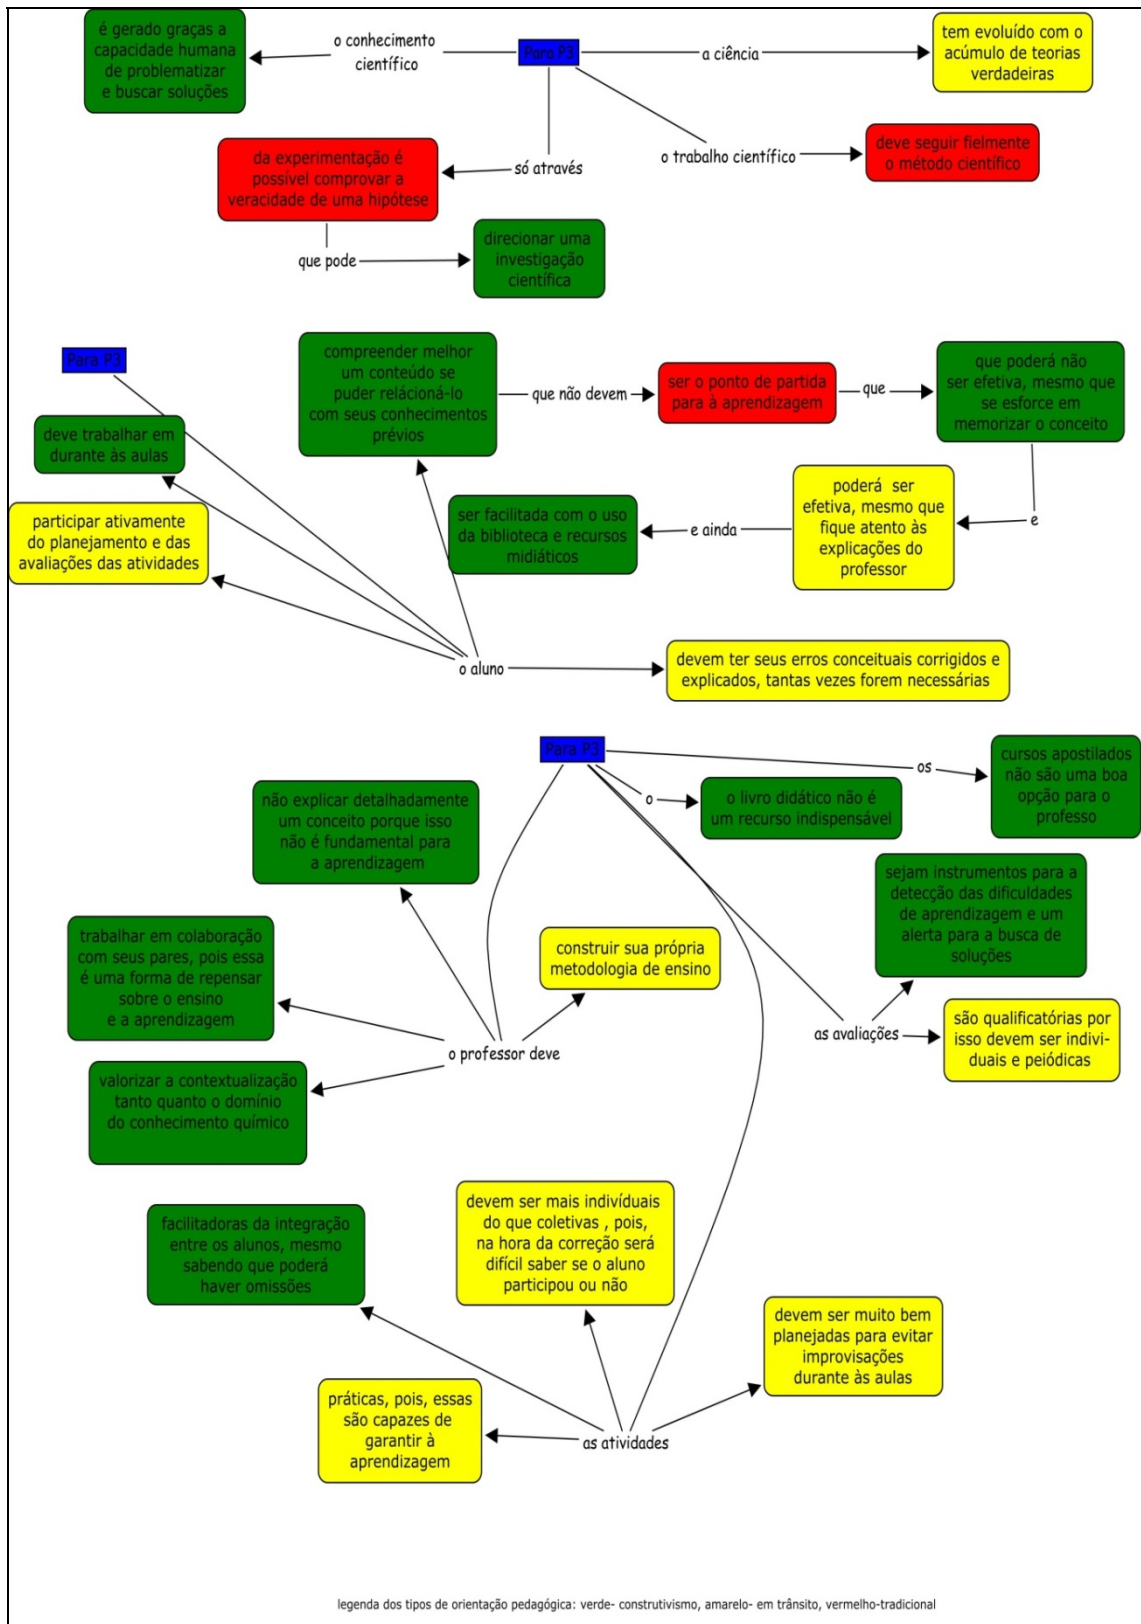 é gerado graças a
capacidade humana
de problematizar
e buscar soluções
o conhecimento
científico
Para P3
a ciência
tem evoluído com o
acúmulo de teorias
verdadeiras
da experimentação é
possível comprovar a
veracidade de uma hipótese
só através
o trabalho científico
deve seguir fielmente
o método científico
que pode
direcionar uma
investigação
científica
Para P3
compreender melhor
um conteúdo se
puder relácioná-lo
com seus conhecimentos
prévios
que não devem
ser o ponto de partida
para à aprendizagem
que
que poderá não
ser efetiva, mesmo que
se esforce em
memorizar o conceito
deve trabalhar em
durante às aulas
participar ativamente
do planejamento e das
avaliações das atividades
ser facilitada com o uso
da biblioteca e recursos
midiáticos
e ainda
poderá  ser
efetiva, mesmo que
fique atento às
explicações do
professor
e
o aluno
devem ter seus erros conceituais corrigidos e
explicados, tantas vezes forem necessárias
Para P3
os
cursos apostilados
não são uma boa
opção para o
professo
o
o livro didático não é
um recurso indispensável
não explicar detalhadamente
um conceito porque isso
não é fundamental para
a aprendizagem
sejam instrumentos para a
detecção das dificuldades
de aprendizagem e um
alerta para a busca de
soluções
trabalhar em colaboração
com seus pares, pois essa
é uma forma de repensar
sobre o ensino
e a aprendizagem
construir sua própria
metodologia de ensino
o professor deve
as avaliações
são qualificatórias por
isso devem ser indivi-
duais e peiódicas
valorizar a contextualização
tanto quanto o domínio
do conhecimento químico
facilitadoras da integração
entre os alunos, mesmo
sabendo que poderá
haver omissões
devem ser mais indivíduais
do que coletivas , pois,
na hora da correção será
difícil saber se o aluno
participou ou não
devem ser muito bem
planejadas para evitar
improvisações
durante às aulas
práticas, pois, essas
são capazes de
garantir à
aprendizagem
as atividades
legenda dos tipos de orientação pedagógica: verde- construtivismo, amarelo- em trânsito, vermelho-tradicional